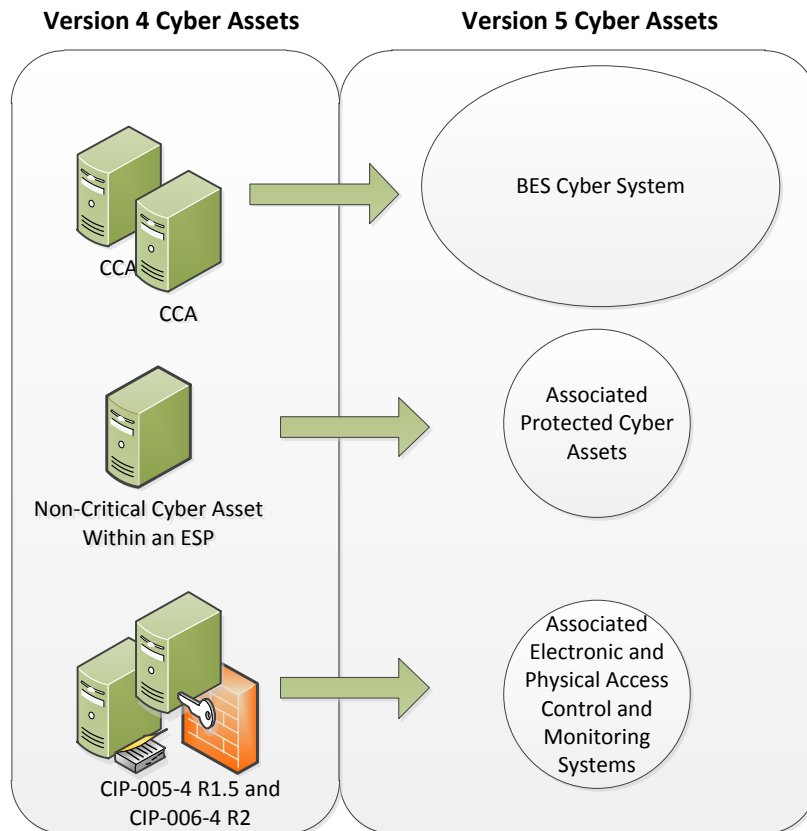 Version 4 Cyber Assets
Version 5 Cyber Assets
CCA
CCA
BES Cyber System
Non-Critical Cyber Asset
Within an ESP
Associated
Protected Cyber
Assets
CIP-005-4 R1.5 and
CIP-006-4 R2
Associated
Electronic and
Physical Access
Control and
Monitoring
Systems